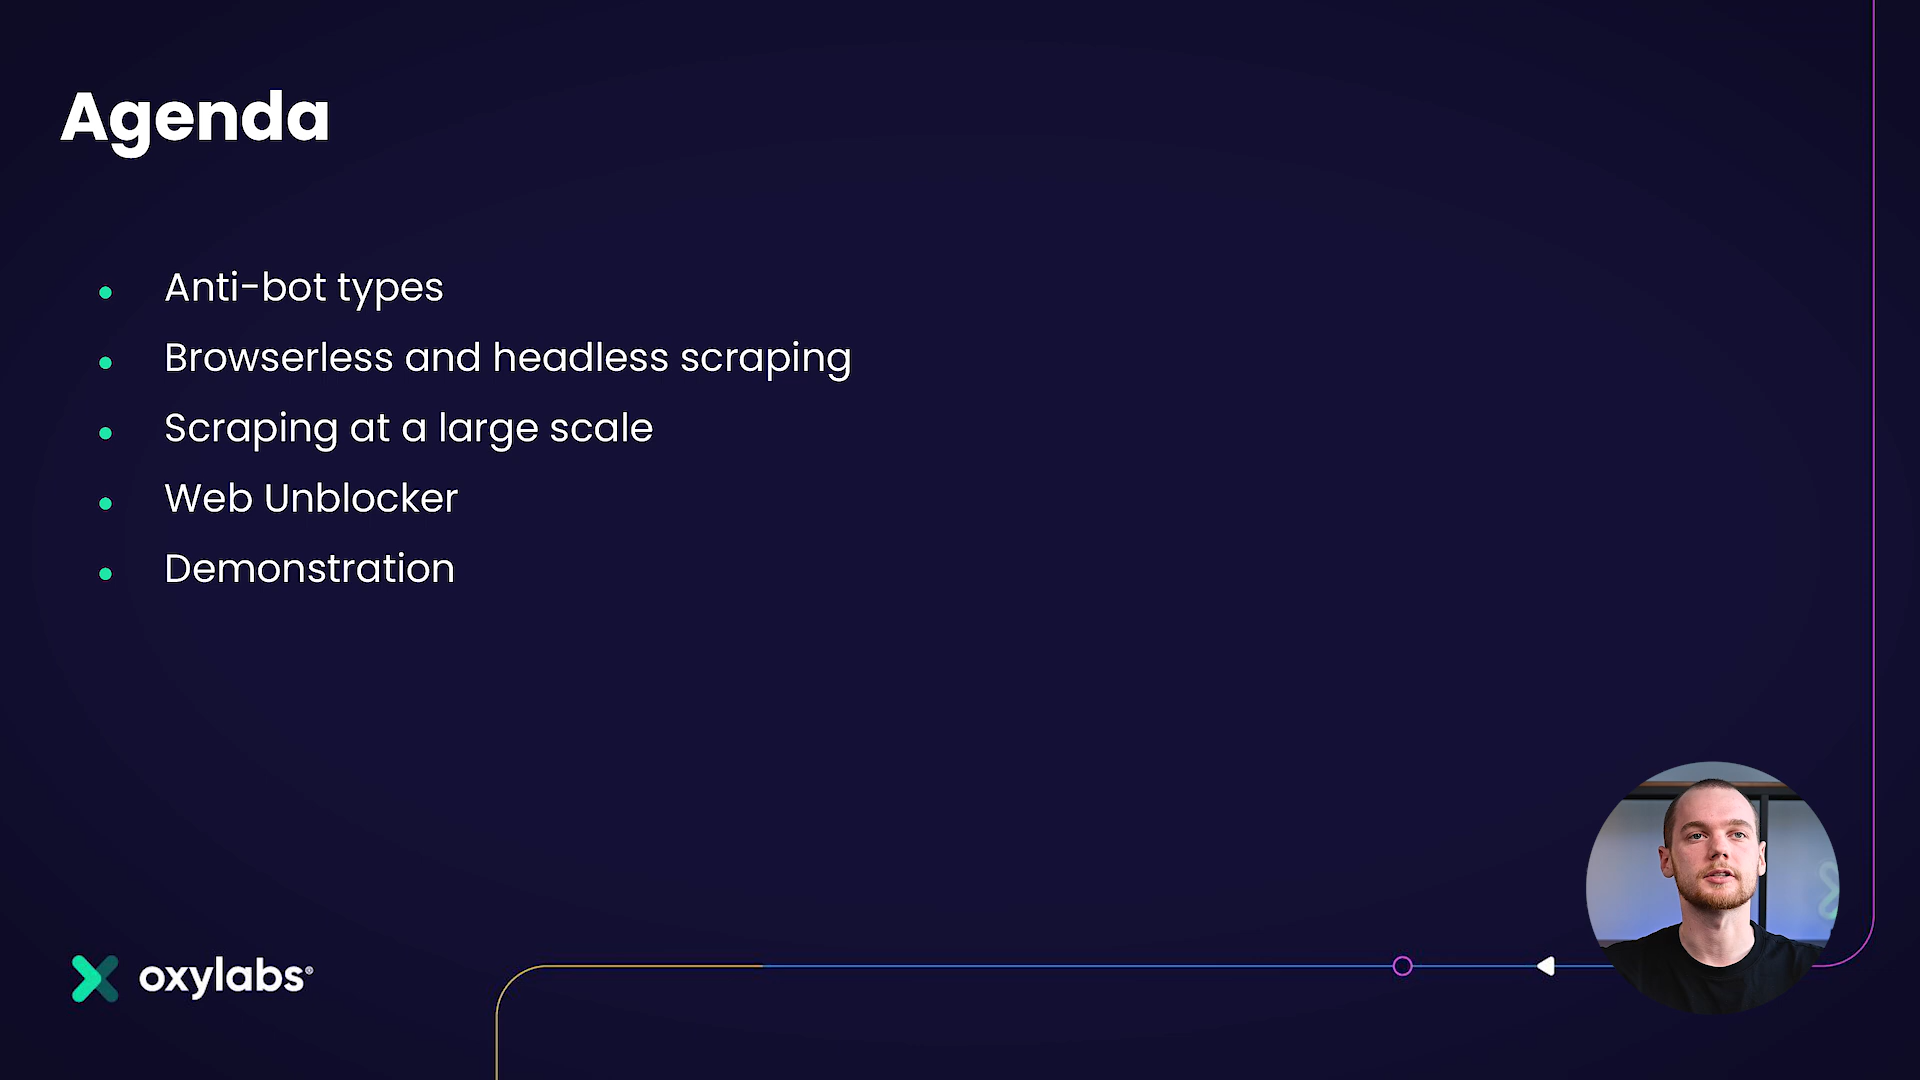 Agenda
Anti-bot types
Browserless and headless scraping
Scraping at a large scale
Web Unblocker
Demonstration
oxylabs®